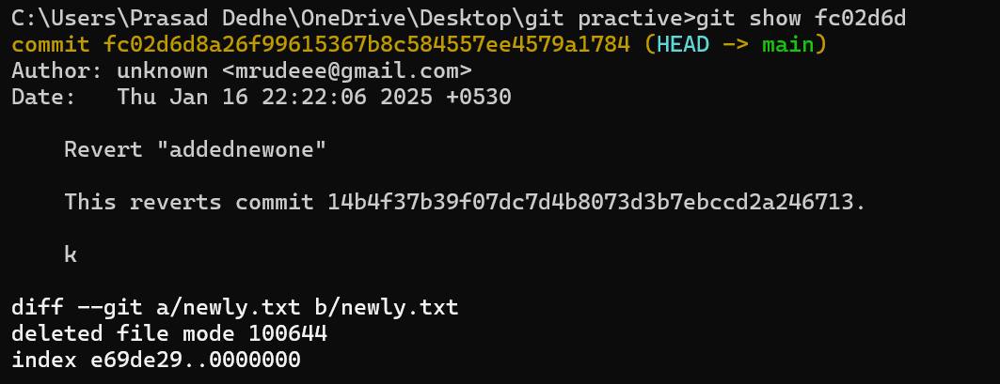 C:\Users\Prasad Dedhe\OneDrive\Desktop\git practive>git show fc02d6d
commit fc02d6d8a26f99615367b8c584557ee4579a1784 (HEAD -> main)
Author: unknown <mrudeee@gmail.com>
Date:   Thu Jan 16 22:22:06 2025 +0530
Revert "addednewone"
This reverts commit 14b4f37b39f07dc7d4b8073d3b7ebccd2a246713.
k
diff --git a/newly.txt b/newly.txt
deleted file mode 100644
index e69de29..0000000